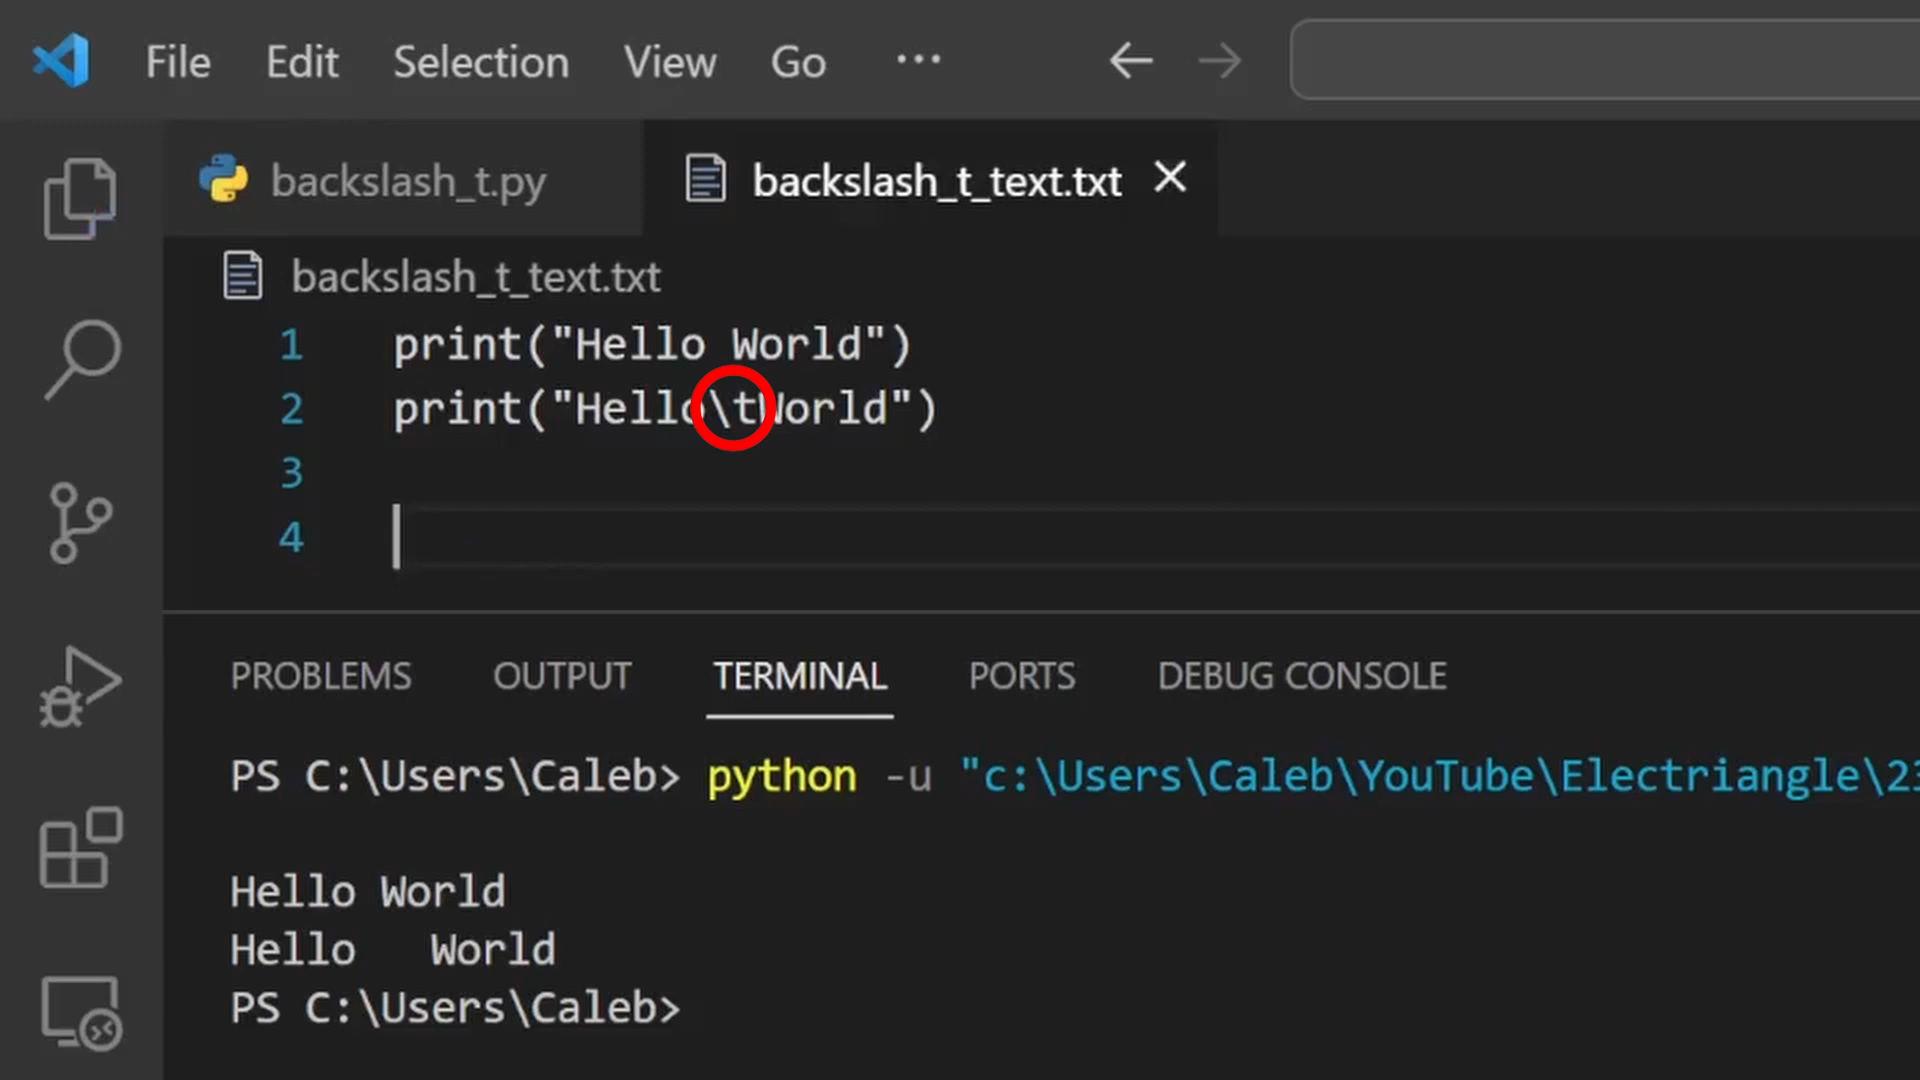 File Edit Selection View Go ···
backslash_t.py backslash_t_text.txt
backslash_t_text.txt
1 print("Hello World")
2 print("Hello\tWorld")
3
4
PROBLEMS OUTPUT TERMINAL PORTS DEBUG CONSOLE
PS C:\Users\Caleb> python -u "c:\Users\Caleb\YouTube\Electriangle\23
Hello World
Hello   World
PS C:\Users\Caleb>